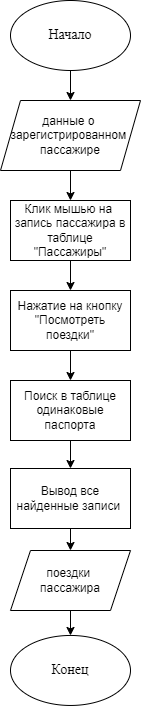 Начало
данные о
зарегистрированном
пассажире
Клик мышью на
запись пассажира в
таблице
"Пассажиры"
Нажатие на кнопку
"Посмотреть
поездки"
Поиск в таблице
одинаковые
паспорта
Вывод все
найденные записи
поездки
пассажира
Конец